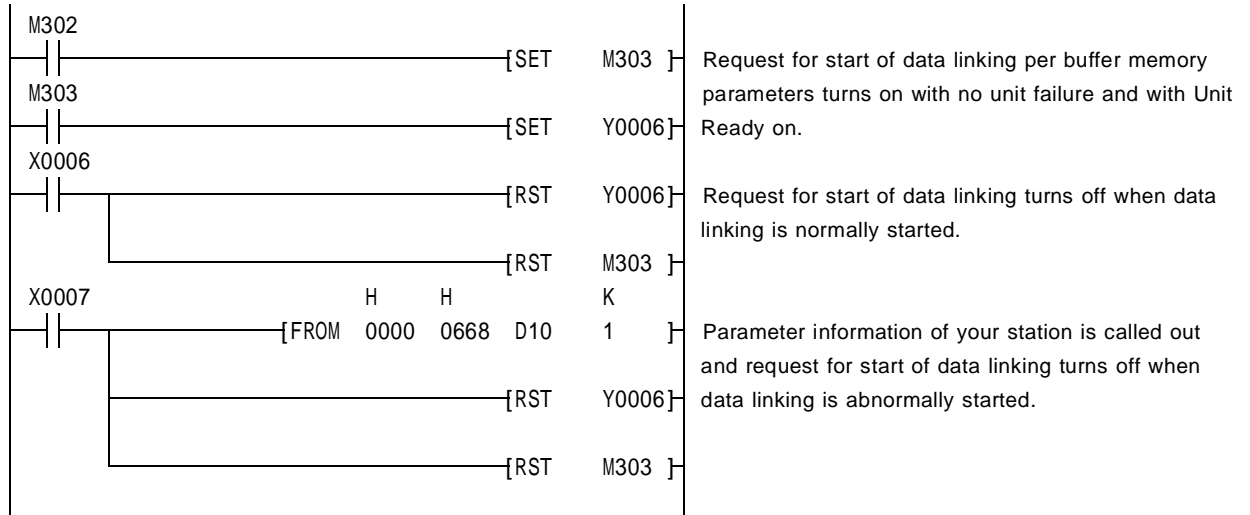 M302
[SET M303 ] Request for start of data linking per buffer memory
M303 parameters turns on with no unit failure and with Unit
[SET Y0006] Ready on.
X0006
[RST Y0006] Request for start of data linking turns off when data
linking is normally started.
[RST M303 ]
X0007 H H K
[FROM 0000 0668 D10 1 ] Parameter information of your station is called out
and request for start of data linking turns off when
[RST Y0006] data linking is abnormally started.
[RST M303 ]